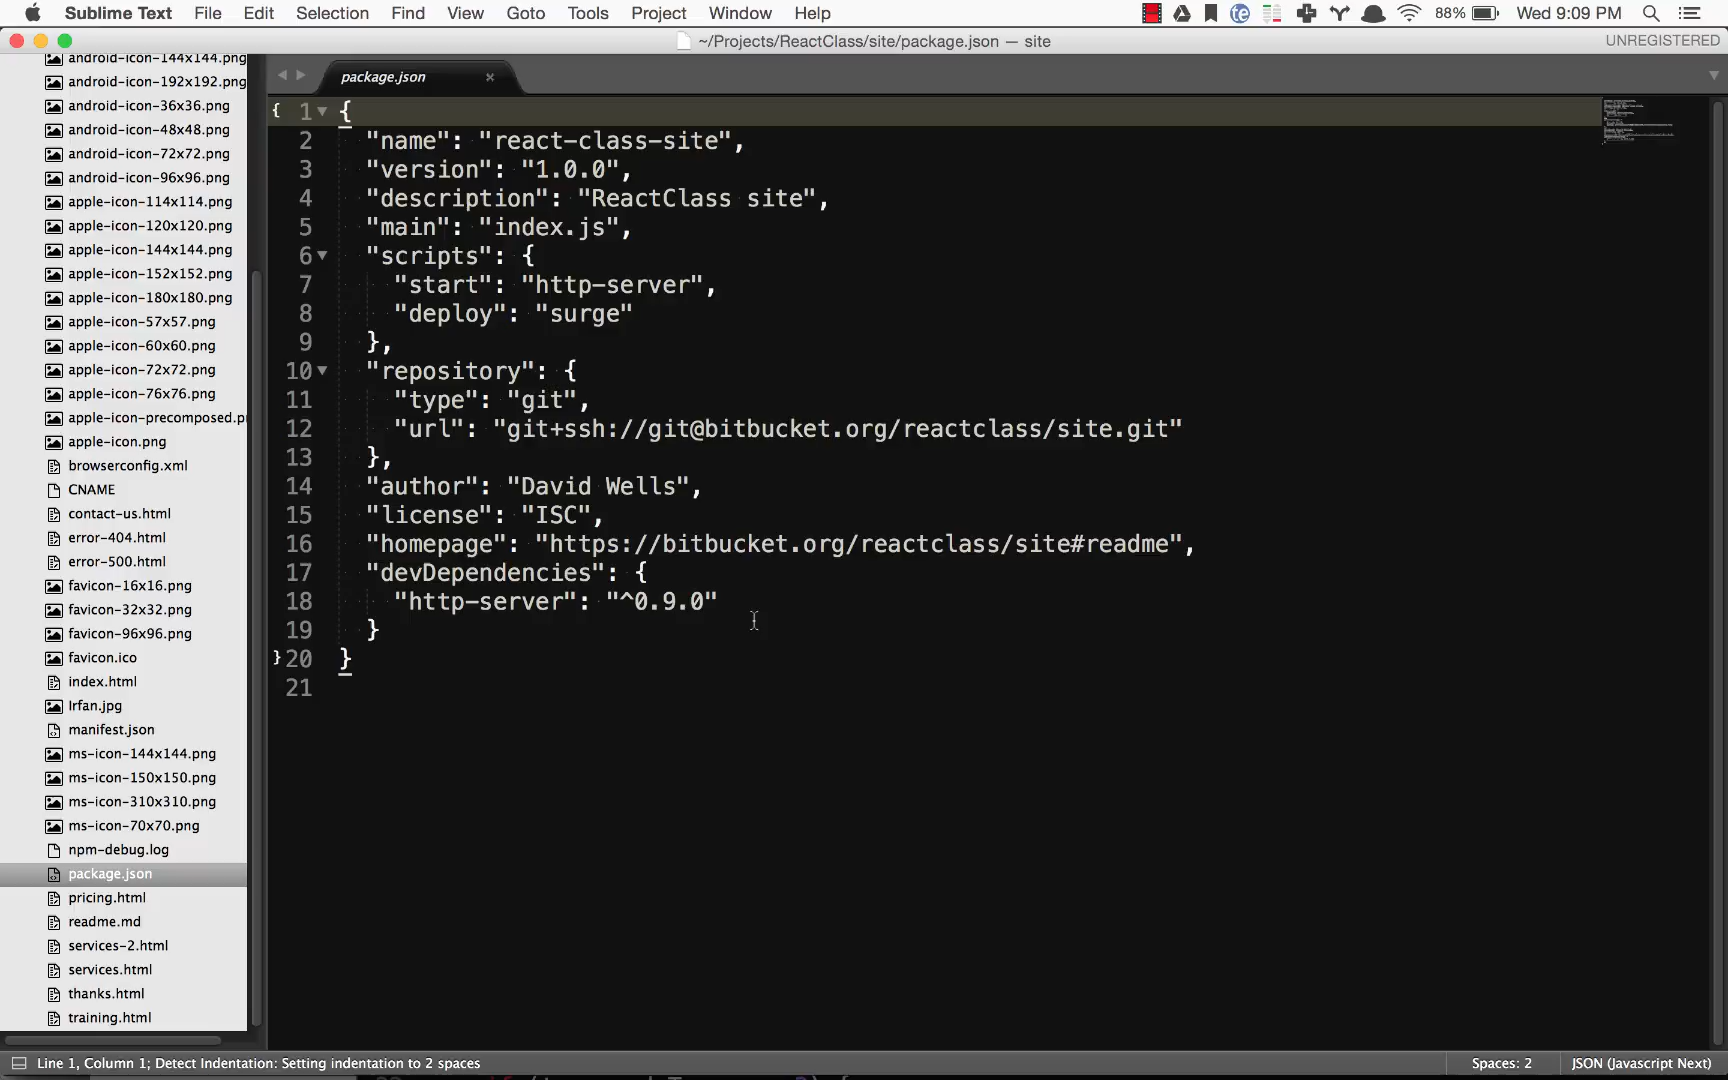 Sublime Text File Edit Selection Find View Goto Tools Project Window Help 88% Wed 9:09 PM
~/Projects/ReactClass/site/package.json — site UNREGISTERED
android-icon-144x144.png
android-icon-192x192.png
android-icon-36x36.png
android-icon-48x48.png
android-icon-72x72.png
android-icon-96x96.png
apple-icon-114x114.png
apple-icon-120x120.png
apple-icon-144x144.png
apple-icon-152x152.png
apple-icon-180x180.png
apple-icon-57x57.png
apple-icon-60x60.png
apple-icon-72x72.png
apple-icon-76x76.png
apple-icon-precomposed.pr
apple-icon.png
browserconfig.xml
CNAME
contact-us.html
error-404.html
error-500.html
favicon-16x16.png
favicon-32x32.png
favicon-96x96.png
favicon.ico
index.html
lrfan.jpg
manifest.json
ms-icon-144x144.png
ms-icon-150x150.png
ms-icon-310x310.png
ms-icon-70x70.png
npm-debug.log
package.json
pricing.html
readme.md
services-2.html
services.html
thanks.html
training.html
package.json
1 {
2 "name": "react-class-site",
3 "version": "1.0.0",
4 "description": "ReactClass site",
5 "main": "index.js",
6 "scripts": {
7 "start": "http-server",
8 "deploy": "surge"
9 },
10 "repository": {
11 "type": "git",
12 "url": "git+ssh://git@bitbucket.org/reactclass/site.git"
13 },
14 "author": "David Wells",
15 "license": "ISC",
16 "homepage": "https://bitbucket.org/reactclass/site#readme",
17 "devDependencies": {
18 "http-server": "^0.9.0"
19 }
20 }
21
Line 1, Column 1; Detect Indentation: Setting indentation to 2 spaces Spaces: 2 JSON (Javascript Next)